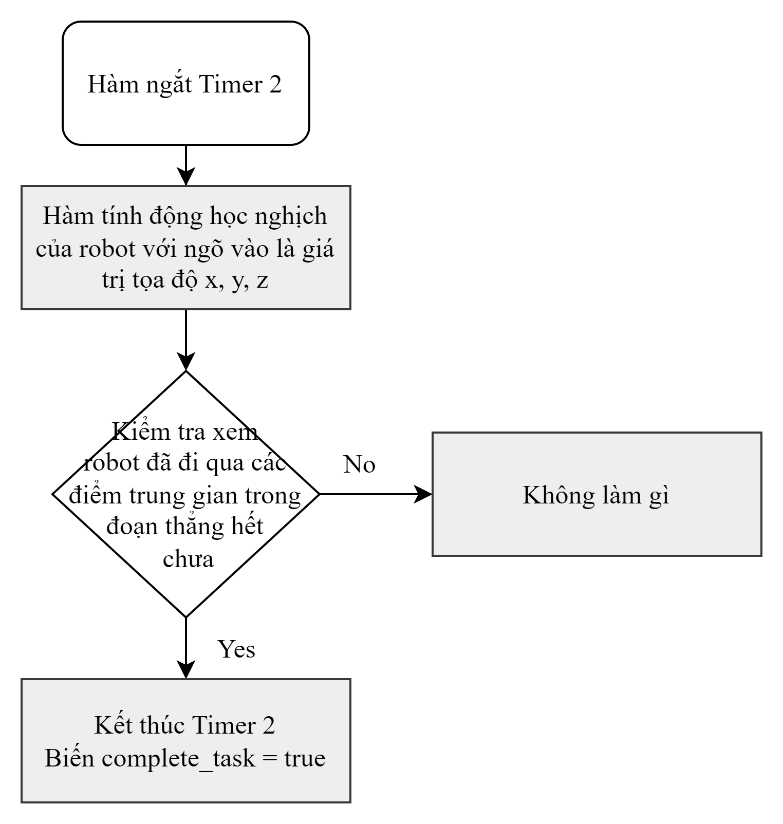 Hàm ngắt Timer 2
Hàm tính động học nghịch
của robot với ngõ vào là giá
trị tọa độ x, y, z
Kiểm tra xem
robot đã đi qua các
điểm trung gian trong
đoạn thẳng hết
chưa
No
Không làm gì
Yes
Kết thúc Timer 2
Biến complete_task = true